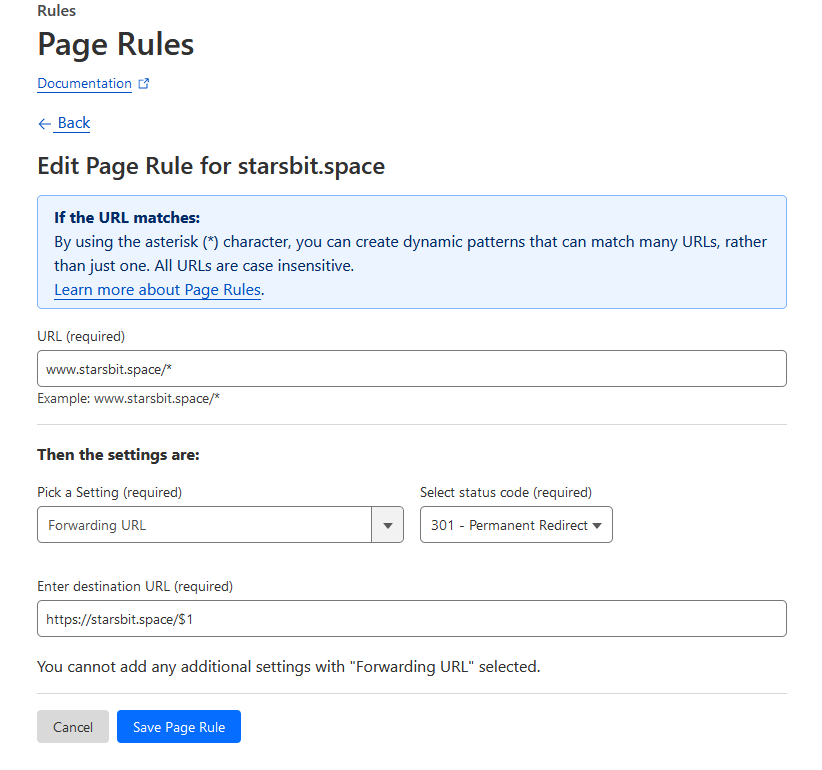 Rules
Page Rules
Documentation
← Back
Edit Page Rule for starsbit.space
If the URL matches:
By using the asterisk (*) character, you can create dynamic patterns that can match many URLs, rather
than just one. All URLs are case insensitive.
Learn more about Page Rules.
URL (required)
www.starsbit.space/*
Example: www.starsbit.space/*
Then the settings are:
Pick a Setting (required)
Select status code (required)
Forwarding URL
301 - Permanent Redirect
Enter destination URL (required)
https://starsbit.space/$1
You cannot add any additional settings with "Forwarding URL" selected.
Cancel
Save Page Rule